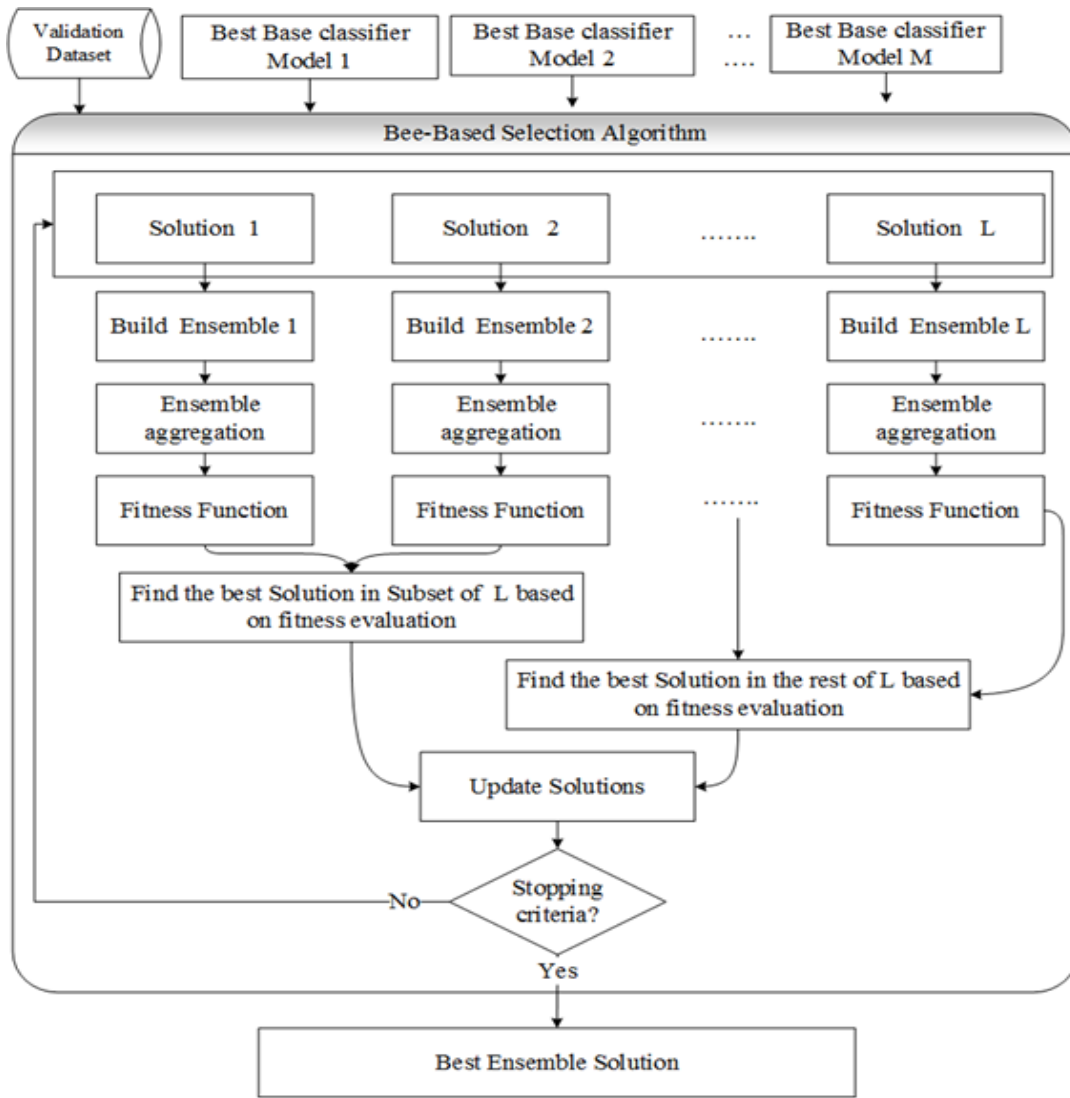 Validation
Dataset
Best Base classifier
Model 1
Best Base classifier
Model 2
...
....
Best Base classifier
Model M
Bee-Based Selection Algorithm
Solution 1
Solution 2
.......
Solution L
Build Ensemble 1
Build Ensemble 2
.......
Build Ensemble L
Ensemble
aggregation
Ensemble
aggregation
.......
Ensemble
aggregation
Fitness Function
Fitness Function
.......
Fitness Function
Find the best Solution in Subset of L based
on fitness evaluation
Find the best Solution in the rest of L based
on fitness evaluation
Update Solutions
Stopping
criteria?
No
Yes
Best Ensemble Solution